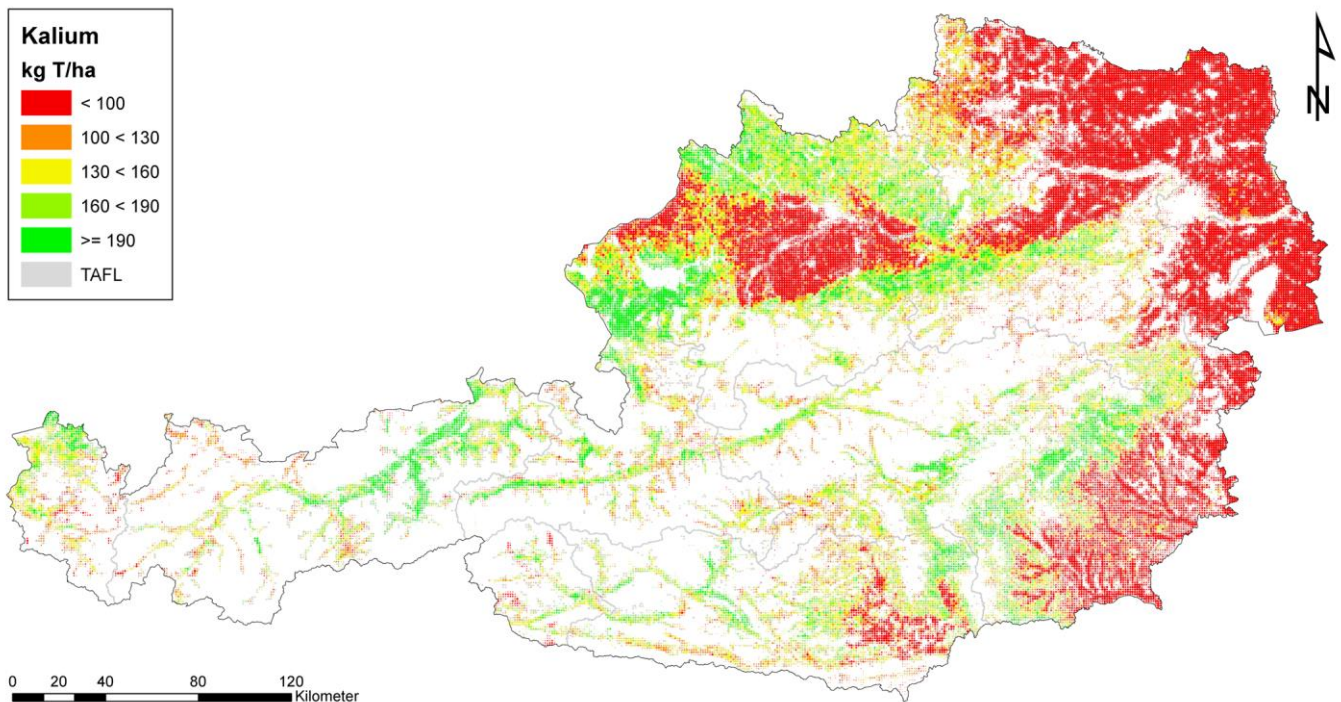 Kalium
kg T/ha
< 100
100 < 130
130 < 160
160 < 190
>= 190
TAFL
N
0 20 40 80 120
Kilometer